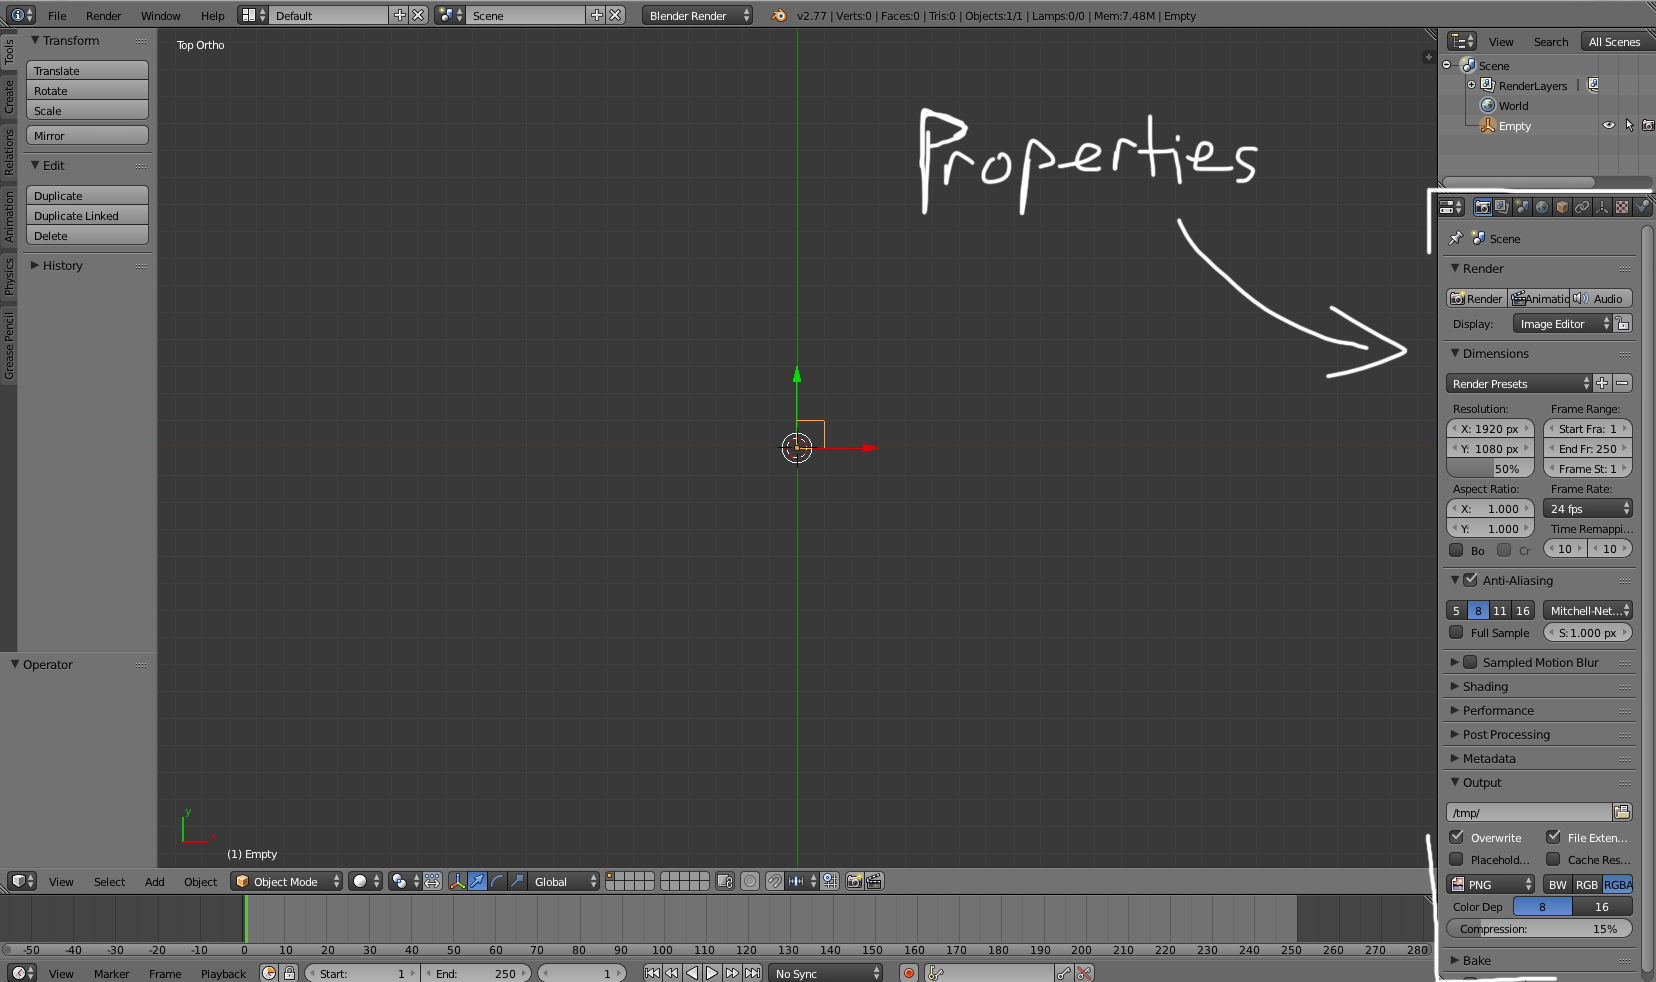 File Render Window Help Default Scene Blender Render v2.77 | Verts:0 | Faces:0 | Tris:0 | Objects:1/1 | Lamps:0/0 | Mem:7.48M | Empty
Tools
Create
Relations
Animation
Physics
Grease Pencil
Transform
Translate
Rotate
Scale
Mirror
Edit
Duplicate
Duplicate Linked
Delete
History
Operator
Top Ortho
Properties
y
x
(1) Empty
View Search All Scenes
Scene
RenderLayers |
World
Empty
Scene
Render
Render Animatic Audio
Display: Image Editor
Dimensions
Render Presets
Resolution: Frame Range:
X: 1920 px Start Fra: 1
Y: 1080 px End Fr: 250
50% Frame St: 1
Aspect Ratio: Frame Rate:
X: 1.000 24 fps
Y: 1.000 Time Remappi...
Bo Cr 10 10
Anti-Aliasing
5 8 11 16 Mitchell-Net...
Full Sample S: 1.000 px
Sampled Motion Blur
Shading
Performance
Post Processing
Metadata
Output
/tmp/
Overwrite File Exten...
Placehold... Cache Res...
PNG BW RGB RGBA
Color Dep 8 16
Compression: 15%
Bake
View Select Add Object Object Mode Global
-50 -40 -30 -20 -10 0 10 20 30 40 50 60 70 80 90 100 110 120 130 140 150 160 170 180 190 200 210 220 230 240 250 260 270 280
View Marker Frame Playback Start: 1 End: 250 1 No Sync